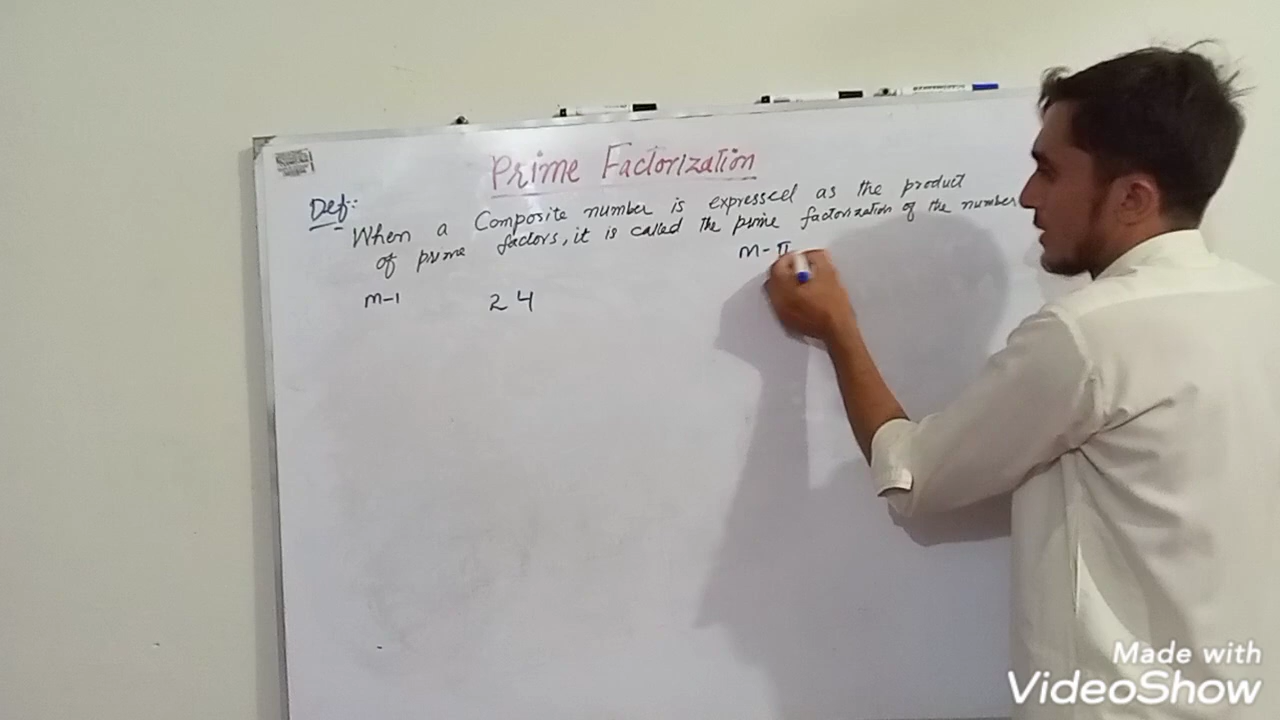 Prime Factorization
Def::
When a Composite number is expressed as the product
of prime factors, it is called the prime factorization of the number
m-II
m-1 24
Made with
VideoShow